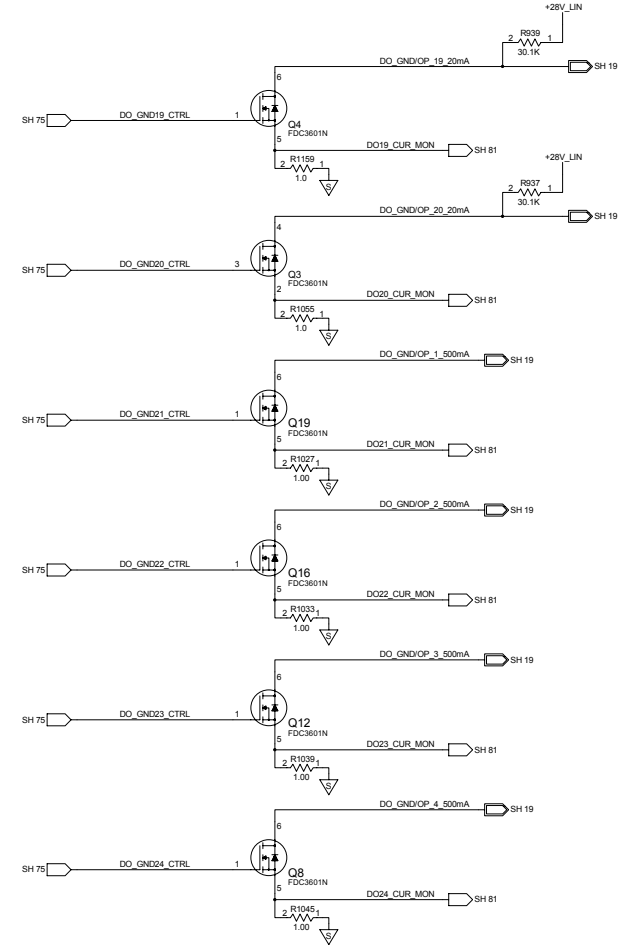 +28V_LIN
2 R939 1
30.1K
DO_GND/OP_19_20mA
SH 19
6
SH 75
DO_GND19_CTRL
1
Q4
FDC3601N
5
DO19_CUR_MON
SH 81
2 R1159 1
1.0
S
+28V_LIN
2 R937 1
30.1K
DO_GND/OP_20_20mA
SH 19
4
SH 75
DO_GND20_CTRL
3
Q3
FDC3601N
2
DO20_CUR_MON
SH 81
2 R1055 1
1.0
S
DO_GND/OP_1_500mA
SH 19
6
SH 75
DO_GND21_CTRL
1
Q19
FDC3601N
5
DO21_CUR_MON
SH 81
2 R1027 1
1.00
S
DO_GND/OP_2_500mA
SH 19
6
SH 75
DO_GND22_CTRL
1
Q16
FDC3601N
5
DO22_CUR_MON
SH 81
2 R1033 1
1.00
S
DO_GND/OP_3_500mA
SH 19
6
SH 75
DO_GND23_CTRL
1
Q12
FDC3601N
5
DO23_CUR_MON
SH 81
2 R1039 1
1.00
S
DO_GND/OP_4_500mA
SH 19
6
SH 75
DO_GND24_CTRL
1
Q8
FDC3601N
5
DO24_CUR_MON
SH 81
2 R1045 1
1.00
S